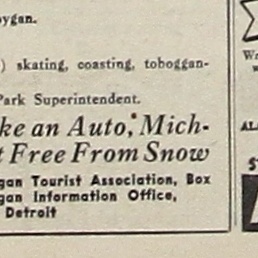 ygan.
) skating, coasting, toboggan-
Park Superintendent.
ke an Auto, Mich-
t Free From Snow
gan Tourist Association, Box
gan Information Office,
Detroit